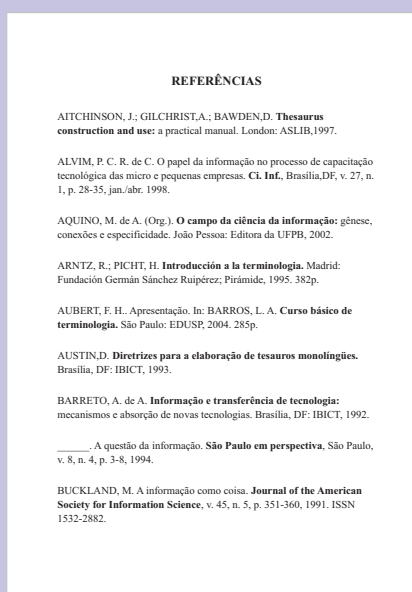 REFERÊNCIAS
AITCHINSON, J.; GILCHRIST,A.; BAWDEN,D. Thesaurus
construction and use: a practical manual. London: ASLIB,1997.
ALVIM, P. C. R. de C. O papel da informação no processo de capacitação
tecnológica das micro e pequenas empresas. Ci. Inf., Brasília,DF, v. 27, n.
1, p. 28-35, jan./abr. 1998.
AQUINO, M. de A. (Org.). O campo da ciência da informação: gênese,
conexões e especificidade. João Pessoa: Editora da UFPB, 2002.
ARNTZ, R.; PICHT, H. Introducción a la terminologia. Madrid:
Fundación Germán Sánchez Ruipérez; Pirámide, 1995. 382p.
AUBERT, F. H.. Apresentação. In: BARROS, L. A. Curso básico de
terminologia. São Paulo: EDUSP, 2004. 285p.
AUSTIN,D. Diretrizes para a elaboração de tesauros monolíngües.
Brasília, DF: IBICT, 1993.
BARRETO, A. de A. Informação e transferência de tecnologia:
mecanismos e absorção de novas tecnologias. Brasília, DF: IBICT, 1992.
______. A questão da informação. São Paulo em perspectiva, São Paulo,
v. 8, n. 4, p. 3-8, 1994.
BUCKLAND, M. A informação como coisa. Journal of the American
Society for Information Science, v. 45, n. 5, p. 351-360, 1991. ISSN
1532-2882.